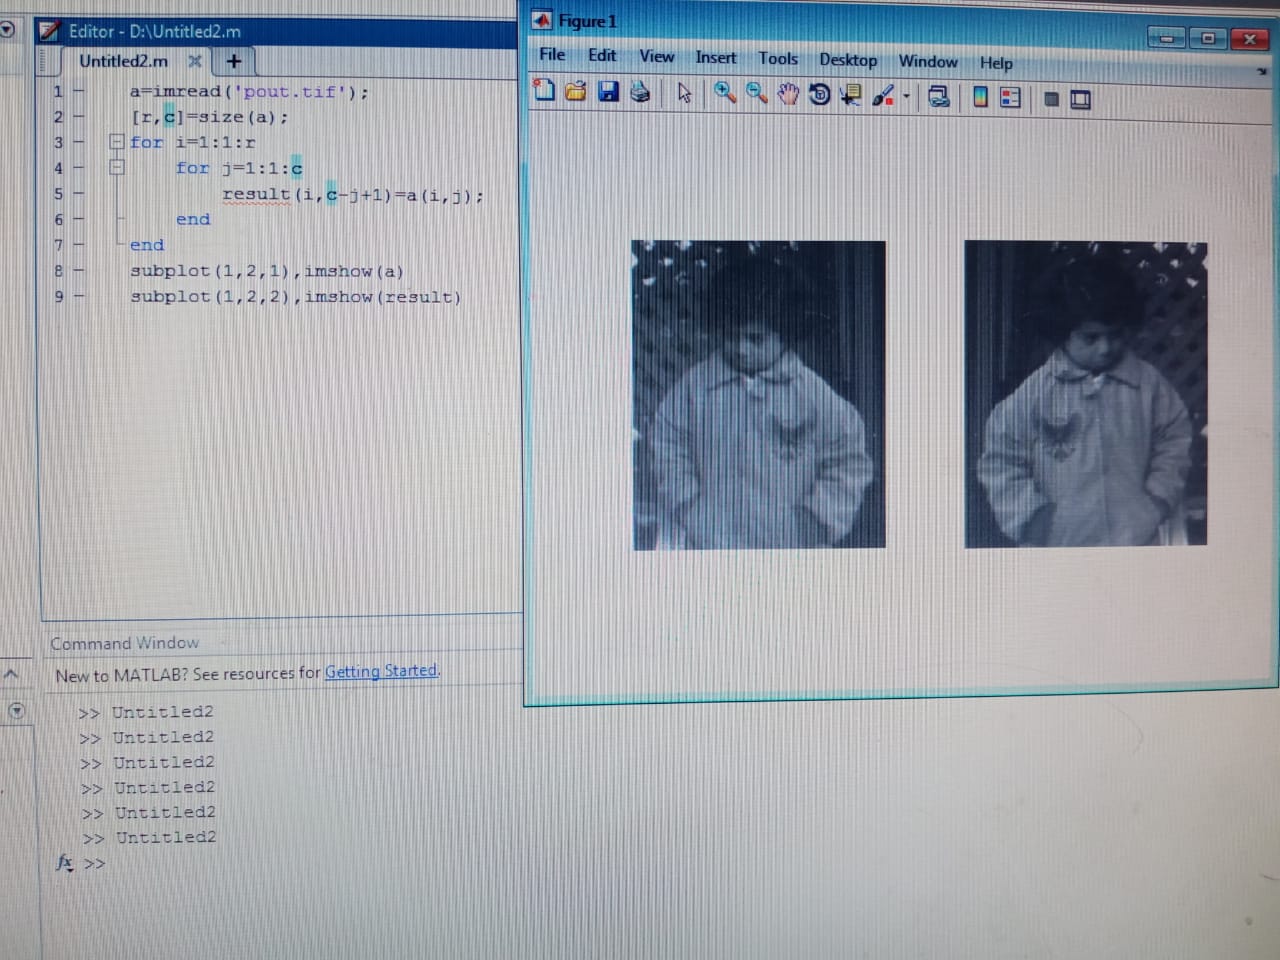 Editor - D:\Untitled2.m
Untitled2.m × +
1 - a=imread('pout.tif');
2 - [r,c]=size(a);
3 - for i=1:1:r
4 - for j=1:1:c
5 - result(i,c-j+1)=a(i,j);
6 - end
7 - end
8 - subplot(1,2,1),imshow(a)
9 - subplot(1,2,2),imshow(result)
Figure 1
File Edit View Insert Tools Desktop Window Help
Command Window
New to MATLAB? See resources for Getting Started.
>> Untitled2
>> Untitled2
>> Untitled2
>> Untitled2
>> Untitled2
>> Untitled2
fx >>